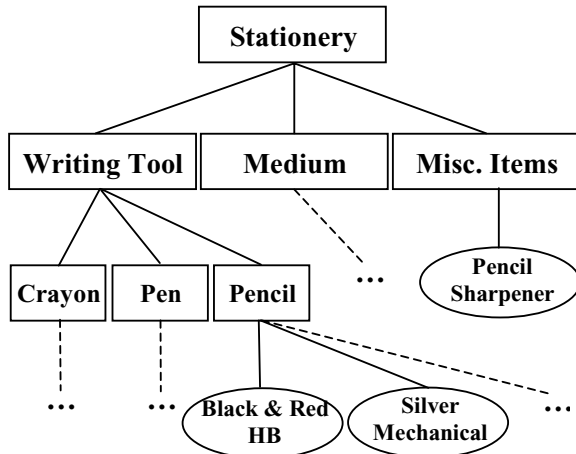 Stationery
Writing Tool
Medium
Misc. Items
Crayon
Pen
Pencil
...
Pencil
Sharpener
...
...
Black & Red
HB
Silver
Mechanical
...